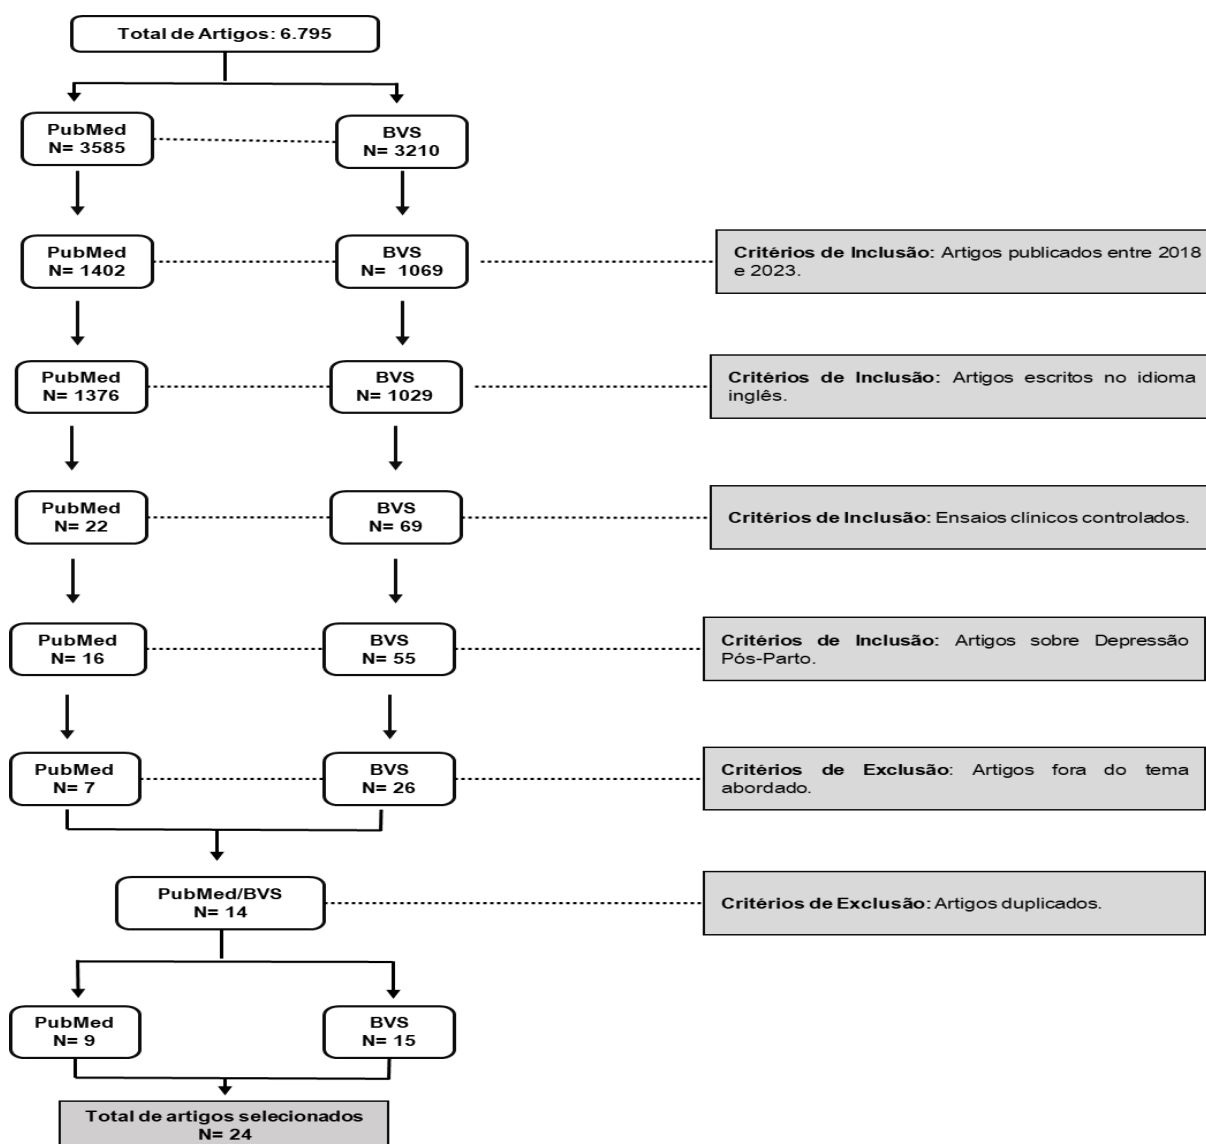 Total de Artigos: 6.795
PubMed
N= 3585
BVS
N= 3210
PubMed
N= 1402
BVS
N= 1069
Critérios de Inclusão: Artigos publicados entre 2018
e 2023.
PubMed
N= 1376
BVS
N= 1029
Critérios de Inclusão: Artigos escritos no idioma
inglês.
PubMed
N= 22
BVS
N= 69
Critérios de Inclusão: Ensaios clínicos controlados.
PubMed
N= 16
BVS
N= 55
Critérios de Inclusão: Artigos sobre Depressão
Pós-Parto.
PubMed
N= 7
BVS
N= 26
Critérios de Exclusão: Artigos fora do tema
abordado.
PubMed/BVS
N= 14
Critérios de Exclusão: Artigos duplicados.
PubMed
N= 9
BVS
N= 15
Total de artigos selecionados
N= 24